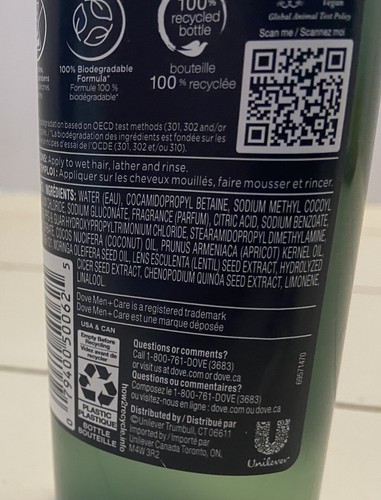 100%
recycled
bottle
Vegan
Global Animal Test Policy
Scan me / Scannez moi
100% Biodegradable
Formula*
Formule 100 %
biodégradable*
bouteille
100 % recyclée
based on OECD test methods (301, 302 and/or
"La biodégradation des ingrédients est fondée sur des
d'essai de l'OCDE (301, 302 et/ou 310).
Apply to wet hair, lather and rinse.
Appliquer sur les cheveux mouillés, faire mousser et rincer.
INGRÉDIENTS: WATER (EAU), COCAMIDOPROPYL BETAINE, SODIUM METHYL COCOYL
CHLORIDE, SODIUM GLUCONATE, FRAGRANCE (PARFUM), CITRIC ACID, SODIUM BENZOATE,
GUAR HYDROXYPROPYLTRIMONIUM CHLORIDE, STEARAMIDOPROPYL DIMETHYLAMINE,
COCOS NUCIFERA (COCONUT) OIL, PRUNUS ARMENIACA (APRICOT) KERNEL OIL,
MORINGA OLEIFERA SEED OIL, LENS ESCULENTA (LENTIL) SEED EXTRACT, HYDROLYZED
CICER SEED EXTRACT, CHENOPODIUM QUINOA SEED EXTRACT, LIMONENE,
LINALOOL.
Dove Men+Care is a registered trademark
Dove Men+Care est une marque déposée
USA & CAN
Empty Before
Recycling
Videz avant de
recycler
PLASTIC
PLASTIQUE
BOTTLE
BOUTEILLE
how2recycle.info
Questions or comments?
Call 1-800-761-DOVE (3683)
or visit us at dove.com or dove.ca
Questions ou commentaires?
Composez le 1-800-761-DOVE (3683)
ou visitez-nous en ligne : dove.com ou dove.ca
Distributed by / Distribué par
©Unilever Trumbull, CT 06611
Imported by / Importé par
Unilever Canada Toronto, ON.
M4W 3R2
Unilever
69571470
79400 50062 5